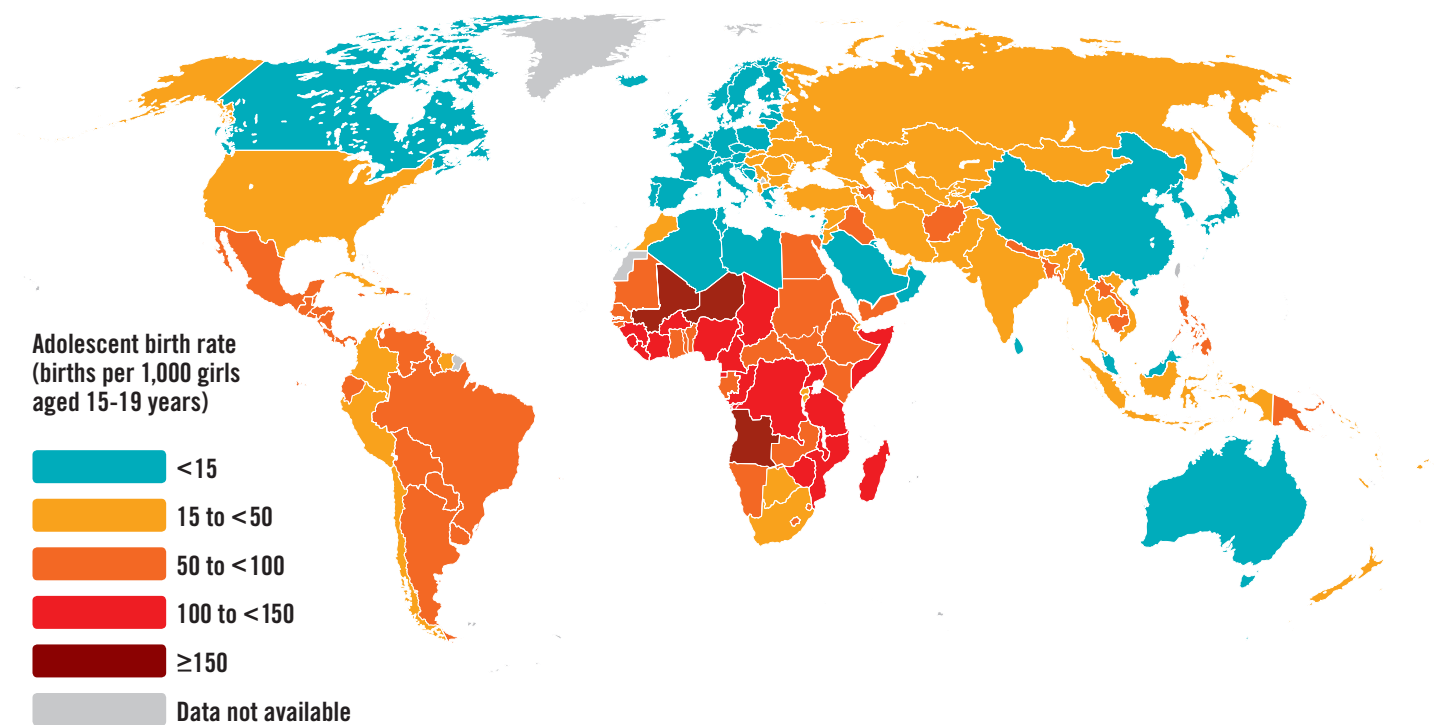 Adolescent birth rate
(births per 1,000 girls
aged 15-19 years)
<15
15 to <50
50 to <100
100 to <150
≥150
Data not available